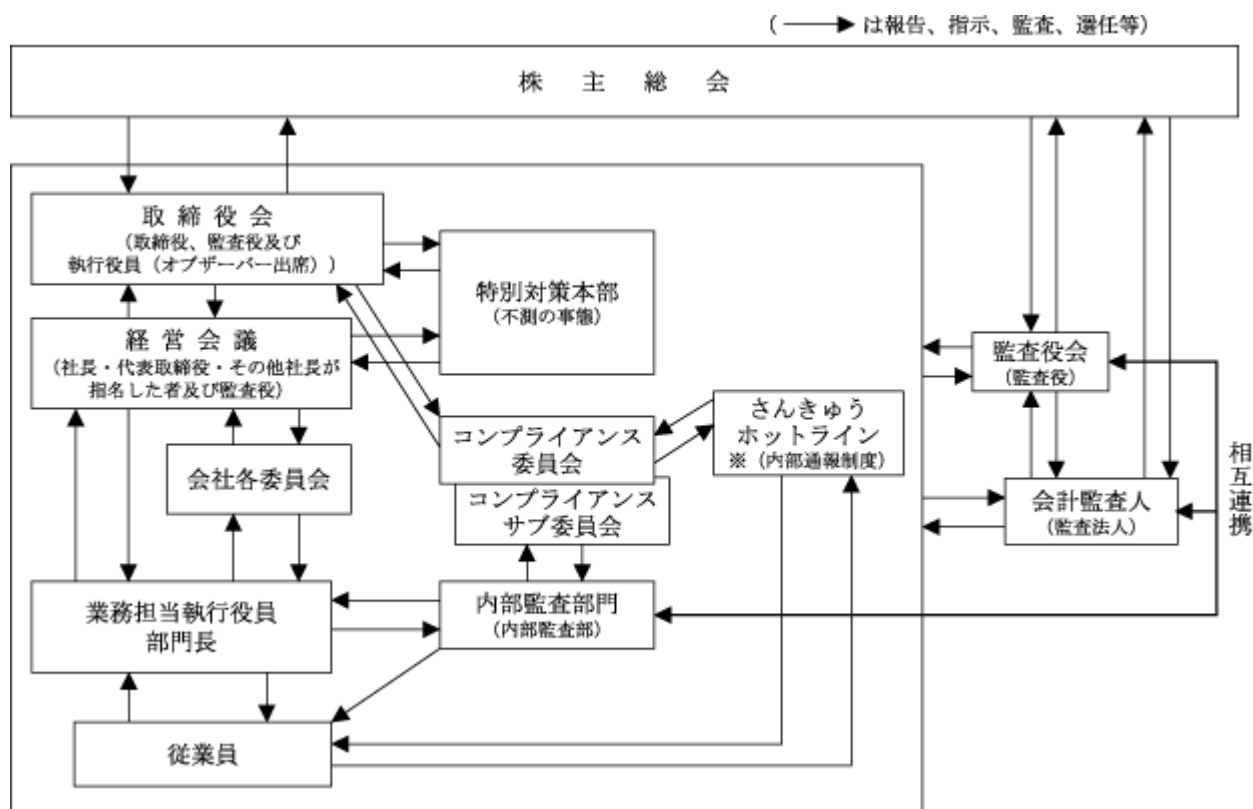 （ → は報告、指示、監査、選任等）
株主総会
取締役会
（取締役、監査役及び
執行役員（オブザーバー出席））
特別対策本部
（不測の事態）
経営会議
（社長・代表取締役・その他社長が
指名した者及び監査役）
監査役会
（監査役）
さんきゅう
ホットライン
※（内部通報制度）
コンプライアンス
委員会
会社各委員会
コンプライアンス
サブ委員会
会計監査人
（監査法人）
相互連携
業務担当執行役員
部門長
内部監査部門
（内部監査部）
従業員